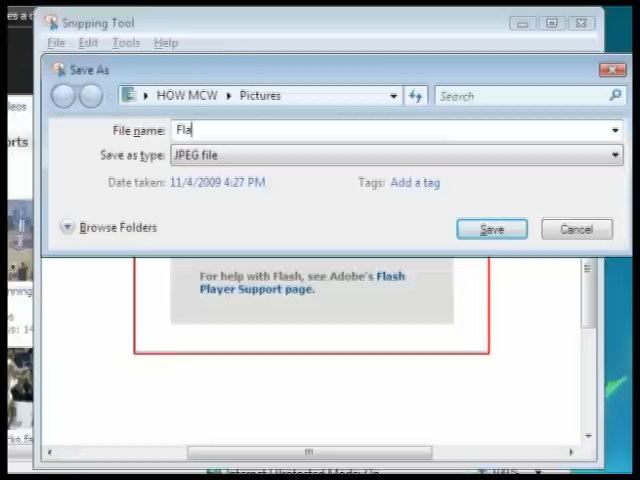 Snipping Tool
File Edit Tools Help
Save As
HOW MCW Pictures Search
File name: Fla
Save as type: JPEG file
Date taken: 11/4/2009 4:27 PM Tags: Add a tag
Browse Folders Save Cancel
For help with Flash, see Adobe's Flash
Player Support page.